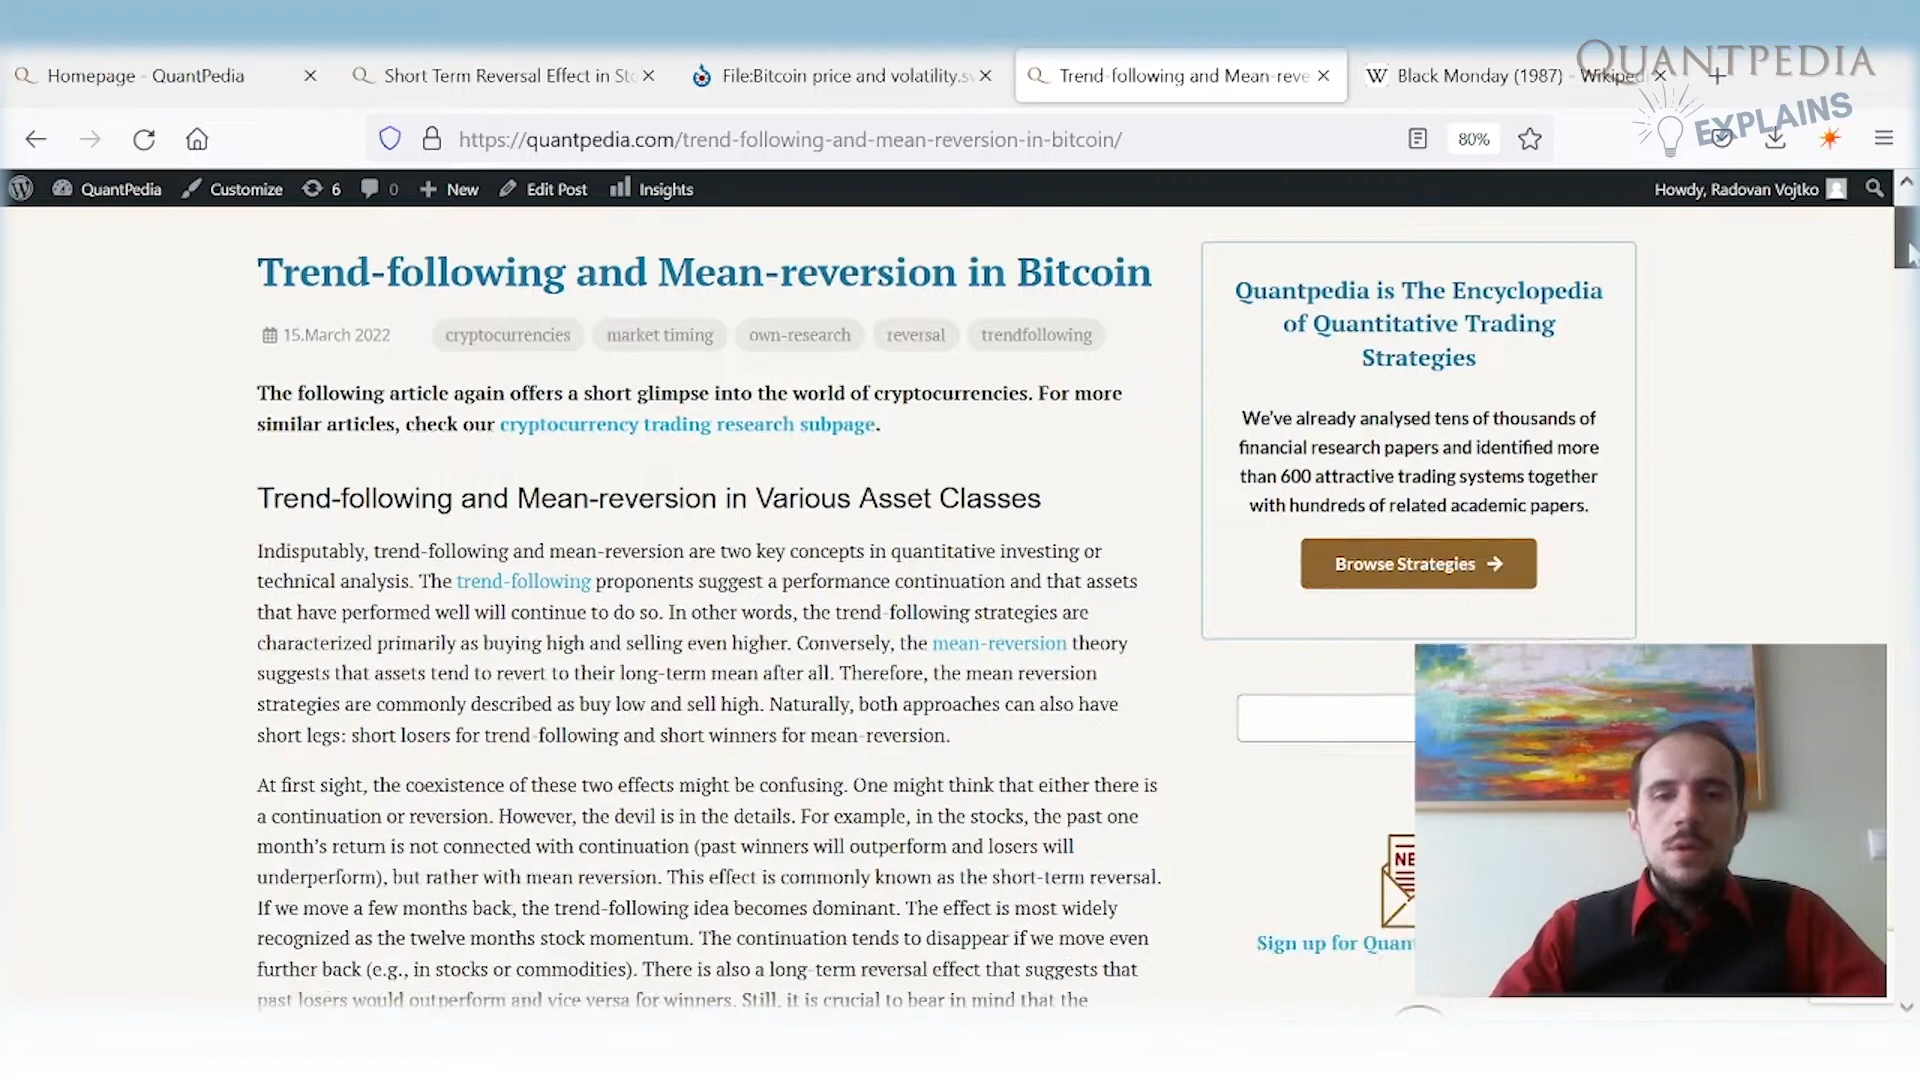 QUANTPEDIA
EXPLAINS
Homepage - QuantPedia
Short Term Reversal Effect in Sto
File:Bitcoin price and volatility.sv
Trend-following and Mean-reve
Black Monday (1987) - Wikiped
https://quantpedia.com/trend-following-and-mean-reversion-in-bitcoin/
80%
QuantPedia
Customize
6
0
New
Edit Post
Insights
Howdy, Radovan Vojtko
Trend-following and Mean-reversion in Bitcoin
15.March 2022
cryptocurrencies
market timing
own-research
reversal
trendfollowing
The following article again offers a short glimpse into the world of cryptocurrencies. For more
similar articles, check our cryptocurrency trading research subpage.
Trend-following and Mean-reversion in Various Asset Classes
Indisputably, trend-following and mean-reversion are two key concepts in quantitative investing or
technical analysis. The trend-following proponents suggest a performance continuation and that assets
that have performed well will continue to do so. In other words, the trend-following strategies are
characterized primarily as buying high and selling even higher. Conversely, the mean-reversion theory
suggests that assets tend to revert to their long-term mean after all. Therefore, the mean reversion
strategies are commonly described as buy low and sell high. Naturally, both approaches can also have
short legs: short losers for trend-following and short winners for mean-reversion.
At first sight, the coexistence of these two effects might be confusing. One might think that either there is
a continuation or reversion. However, the devil is in the details. For example, in the stocks, the past one
month's return is not connected with continuation (past winners will outperform and losers will
underperform), but rather with mean reversion. This effect is commonly known as the short-term reversal.
If we move a few months back, the trend-following idea becomes dominant. The effect is most widely
recognized as the twelve months stock momentum. The continuation tends to disappear if we move even
further back (e.g., in stocks or commodities). There is also a long-term reversal effect that suggests that
past losers would outperform and vice versa for winners. Still, it is crucial to bear in mind that the
Quantpedia is The Encyclopedia
of Quantitative Trading
Strategies
We've already analysed tens of thousands of
financial research papers and identified more
than 600 attractive trading systems together
with hundreds of related academic papers.
Browse Strategies
NE
Sign up for Quan